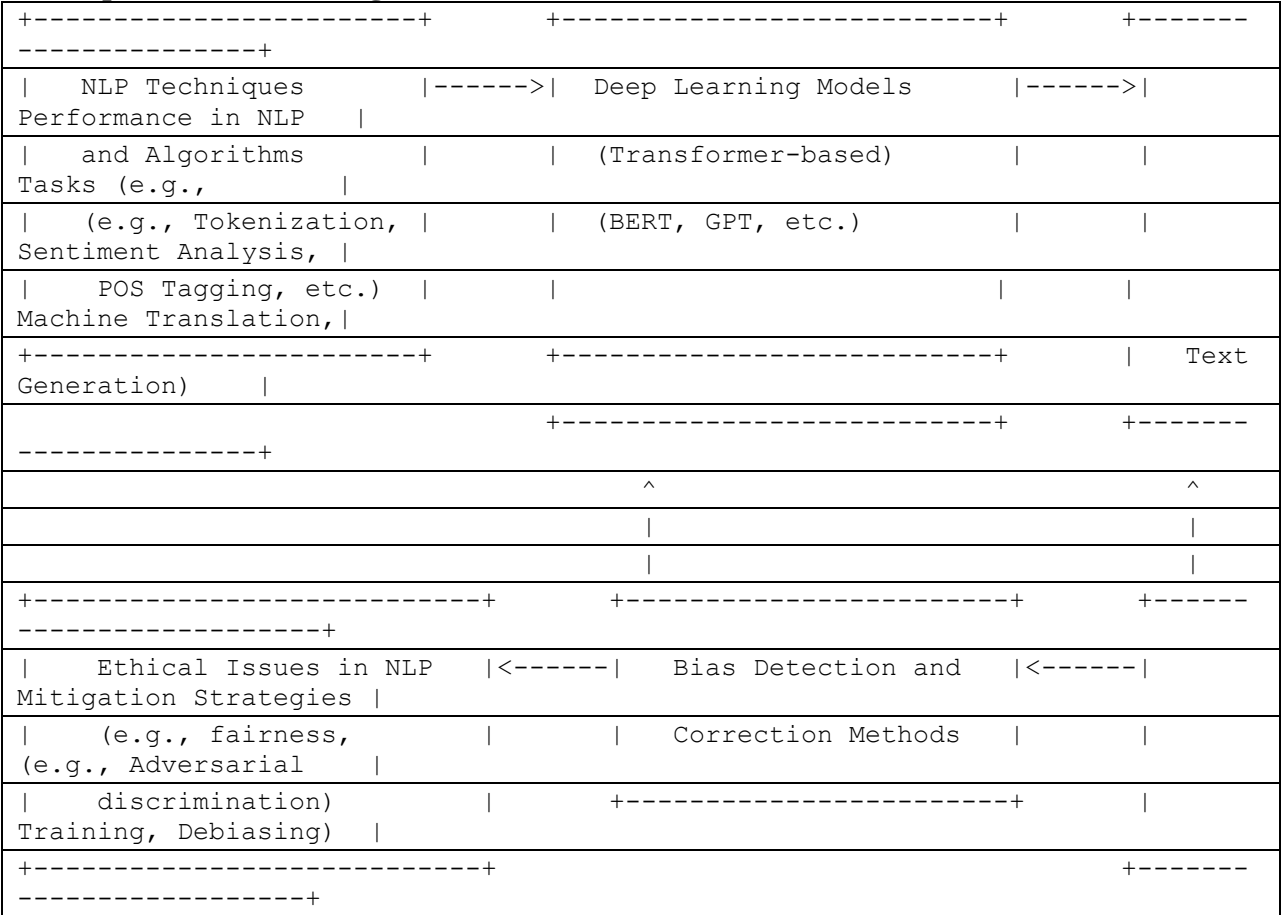 +------------------------+       +---------------------------+       +-------
---------------+
|   NLP Techniques       |------>|  Deep Learning Models      |------>|
Performance in NLP   |
|   and Algorithms       |       |  (Transformer-based)       |       |
Tasks (e.g.,        |
|   (e.g., Tokenization, |       |  (BERT, GPT, etc.)         |       |
Sentiment Analysis, |
|    POS Tagging, etc.)  |       |                           |       |
Machine Translation,|
+------------------------+       +---------------------------+       |   Text
Generation)    |
                                 +---------------------------+       +-------
---------------+
                                       ^                                 ^
                                       |                                 |
                                       |                                 |
+----------------------------+       +------------------------+       +------
-------------------+
|    Ethical Issues in NLP   |<------|   Bias Detection and   |<------|
Mitigation Strategies |
|    (e.g., fairness,        |       |   Correction Methods   |       |
(e.g., Adversarial    |
|    discrimination)         |       +------------------------+       |
Training, Debiasing)  |
+----------------------------+                                       +-------
------------------+